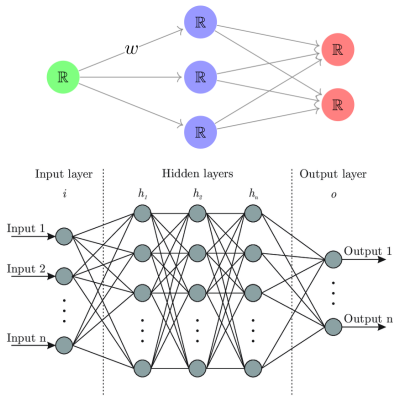 ℝ
w
ℝ
ℝ
ℝ
ℝ
ℝ
Input layer Hidden layers Output layer
i h₁ h₂ hₙ o
Input 1
Output 1
Input 2
Input n
Output n